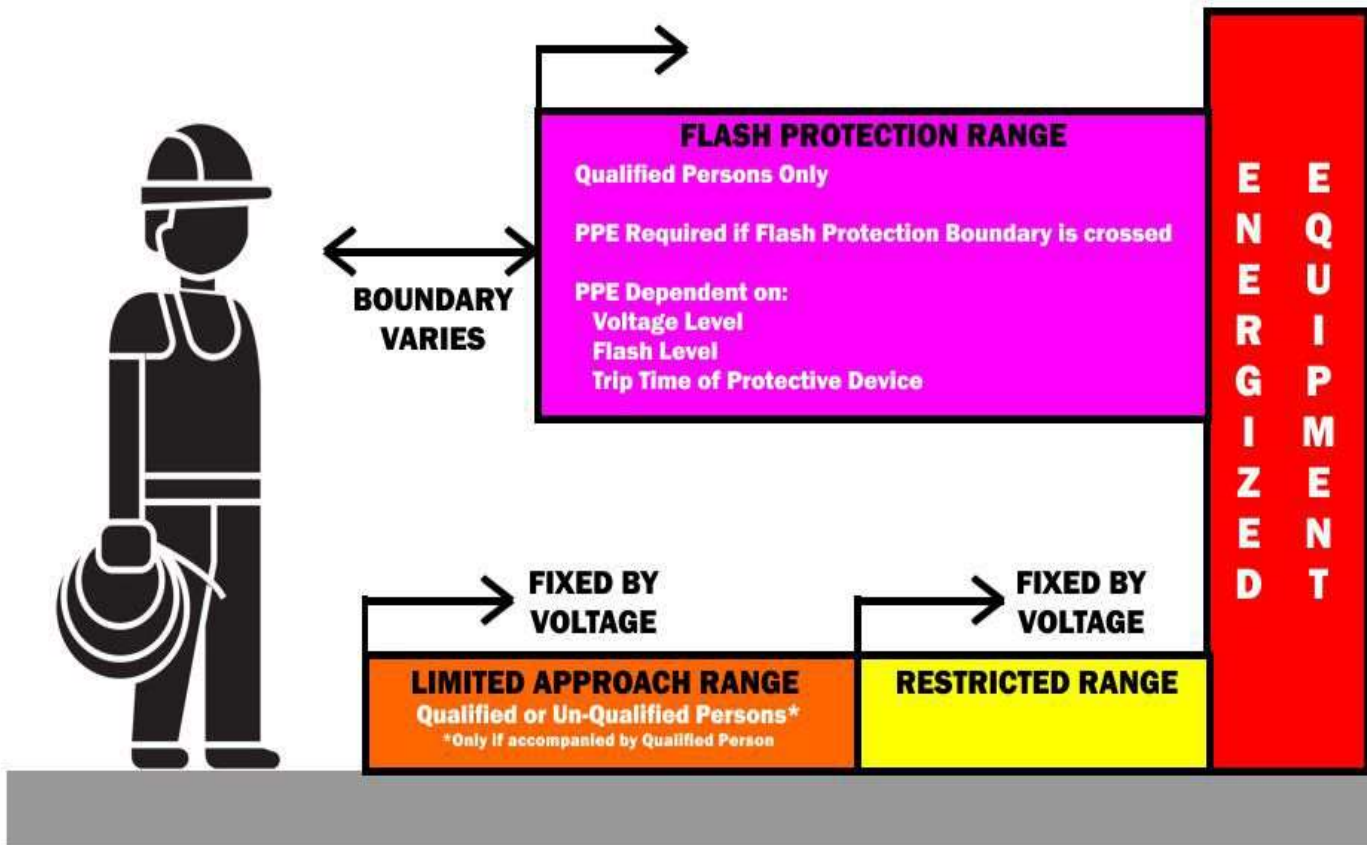 FLASH PROTECTION RANGE
Qualified Persons Only
PPE Required if Flash Protection Boundary is crossed
PPE Dependent on:
Voltage Level
Flash Level
Trip Time of Protective Device
BOUNDARY
VARIES
FIXED BY
VOLTAGE
LIMITED APPROACH RANGE
Qualified or Un-Qualified Persons*
*Only if accompanied by Qualified Person
FIXED BY
VOLTAGE
RESTRICTED RANGE
ENERGIZED
EQUIPMENT